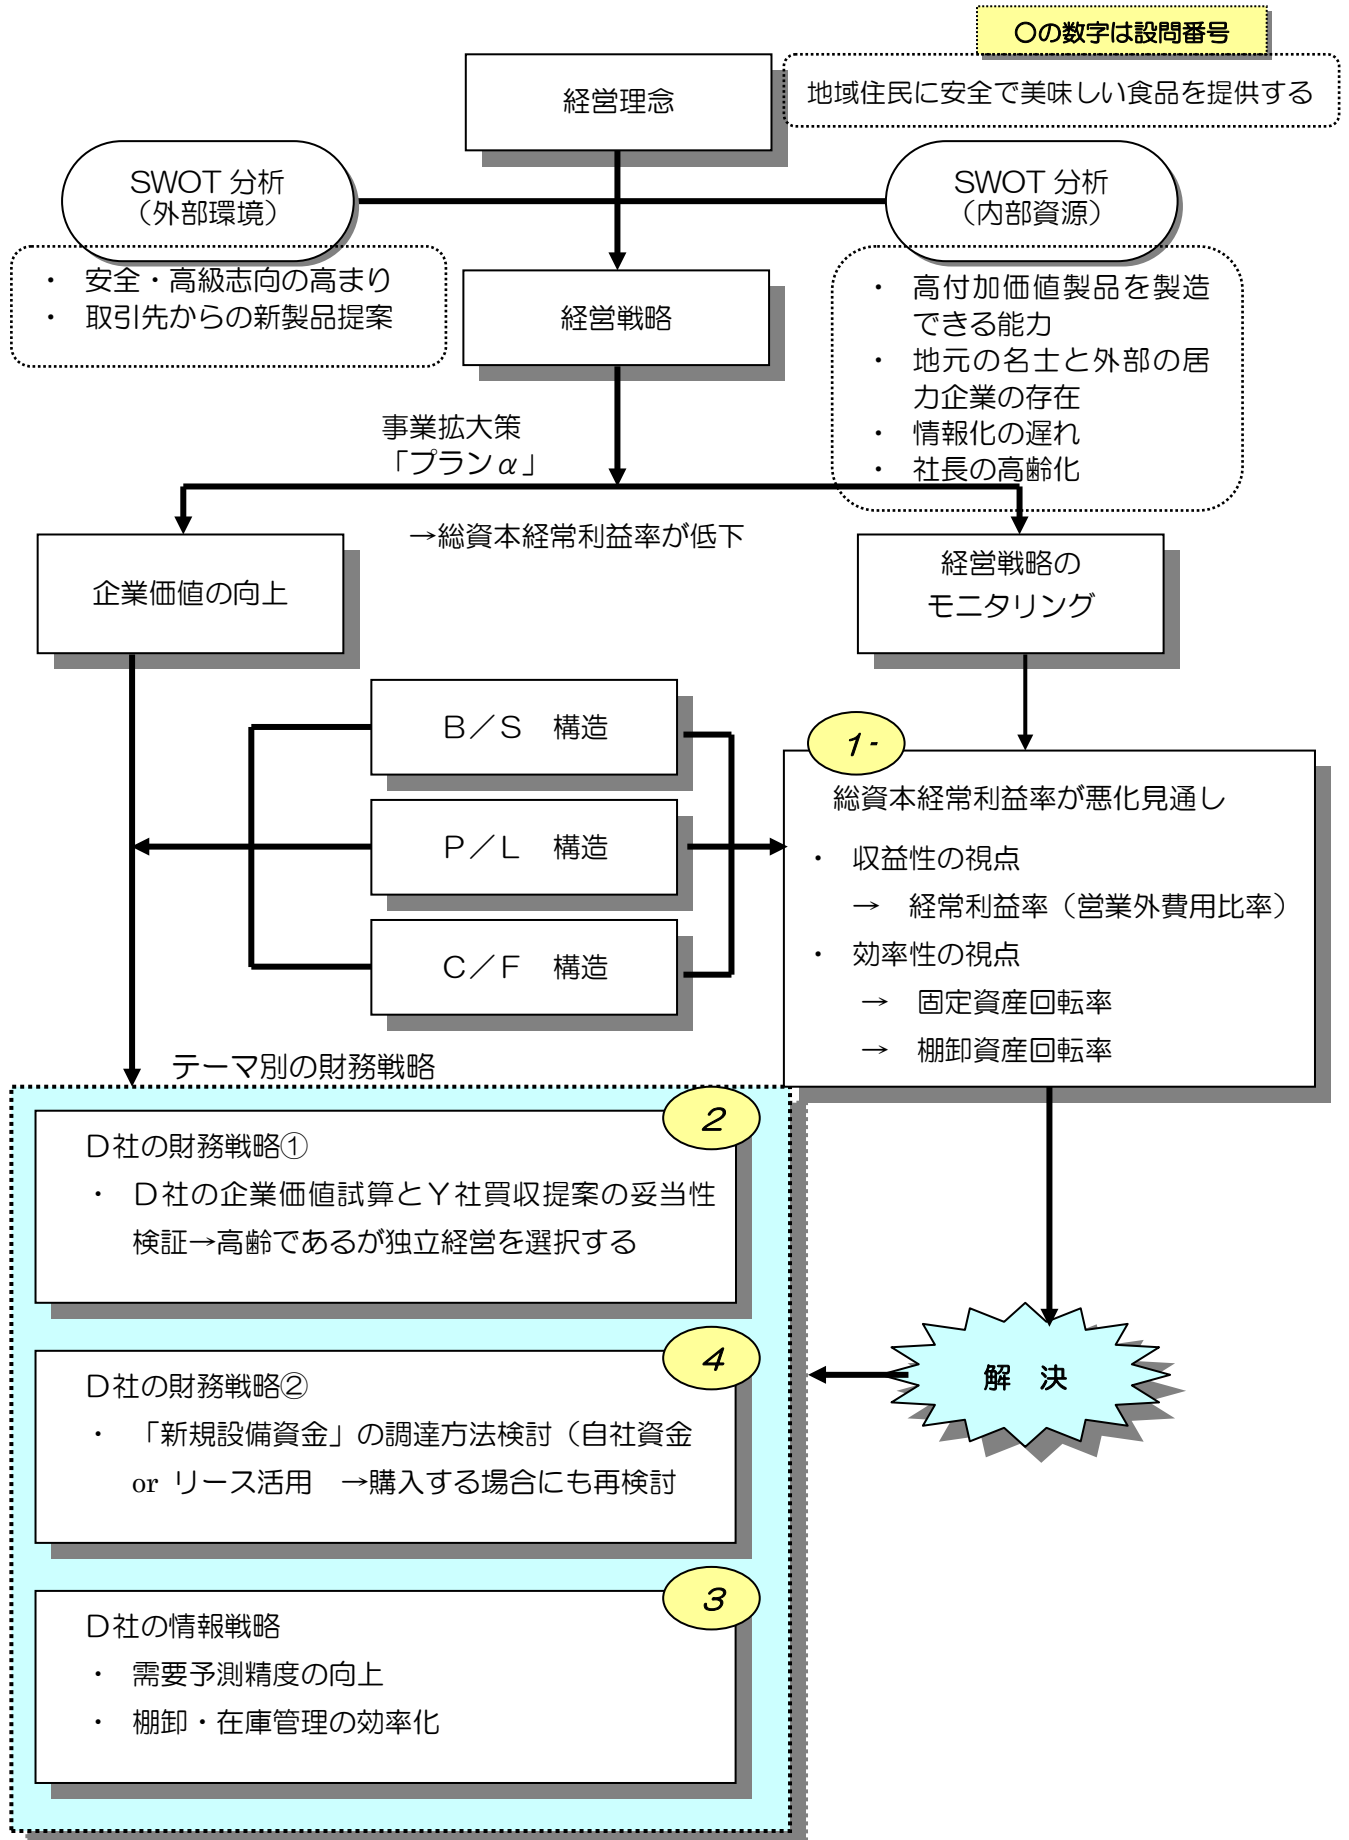 〇の数字は設問番号
経営理念
地域住民に安全で美味しい食品を提供する
SWOT 分析
（外部環境）
SWOT 分析
（内部資源）
・ 安全・高級志向の高まり
・ 取引先からの新製品提案
経営戦略
・ 高付加価値製品を製造
できる能力
・ 地元の名士と外部の居
力企業の存在
・ 情報化の遅れ
・ 社長の高齢化
事業拡大策
「プランα」
→総資本経常利益率が低下
企業価値の向上
経営戦略の
モニタリング
B／S 構造
P／L 構造
C／F 構造
1-
総資本経常利益率が悪化見通し
・ 収益性の視点
→ 経常利益率（営業外費用比率）
・ 効率性の視点
→ 固定資産回転率
→ 棚卸資産回転率
テーマ別の財務戦略
2
D社の財務戦略①
・ D社の企業価値試算とY社買収提案の妥当性
検証→高齢であるが独立経営を選択する
4
D社の財務戦略②
・ 「新規設備資金」の調達方法検討（自社資金
or リース活用 →購入する場合にも再検討
3
D社の情報戦略
・ 需要予測精度の向上
・ 棚卸・在庫管理の効率化
解 決